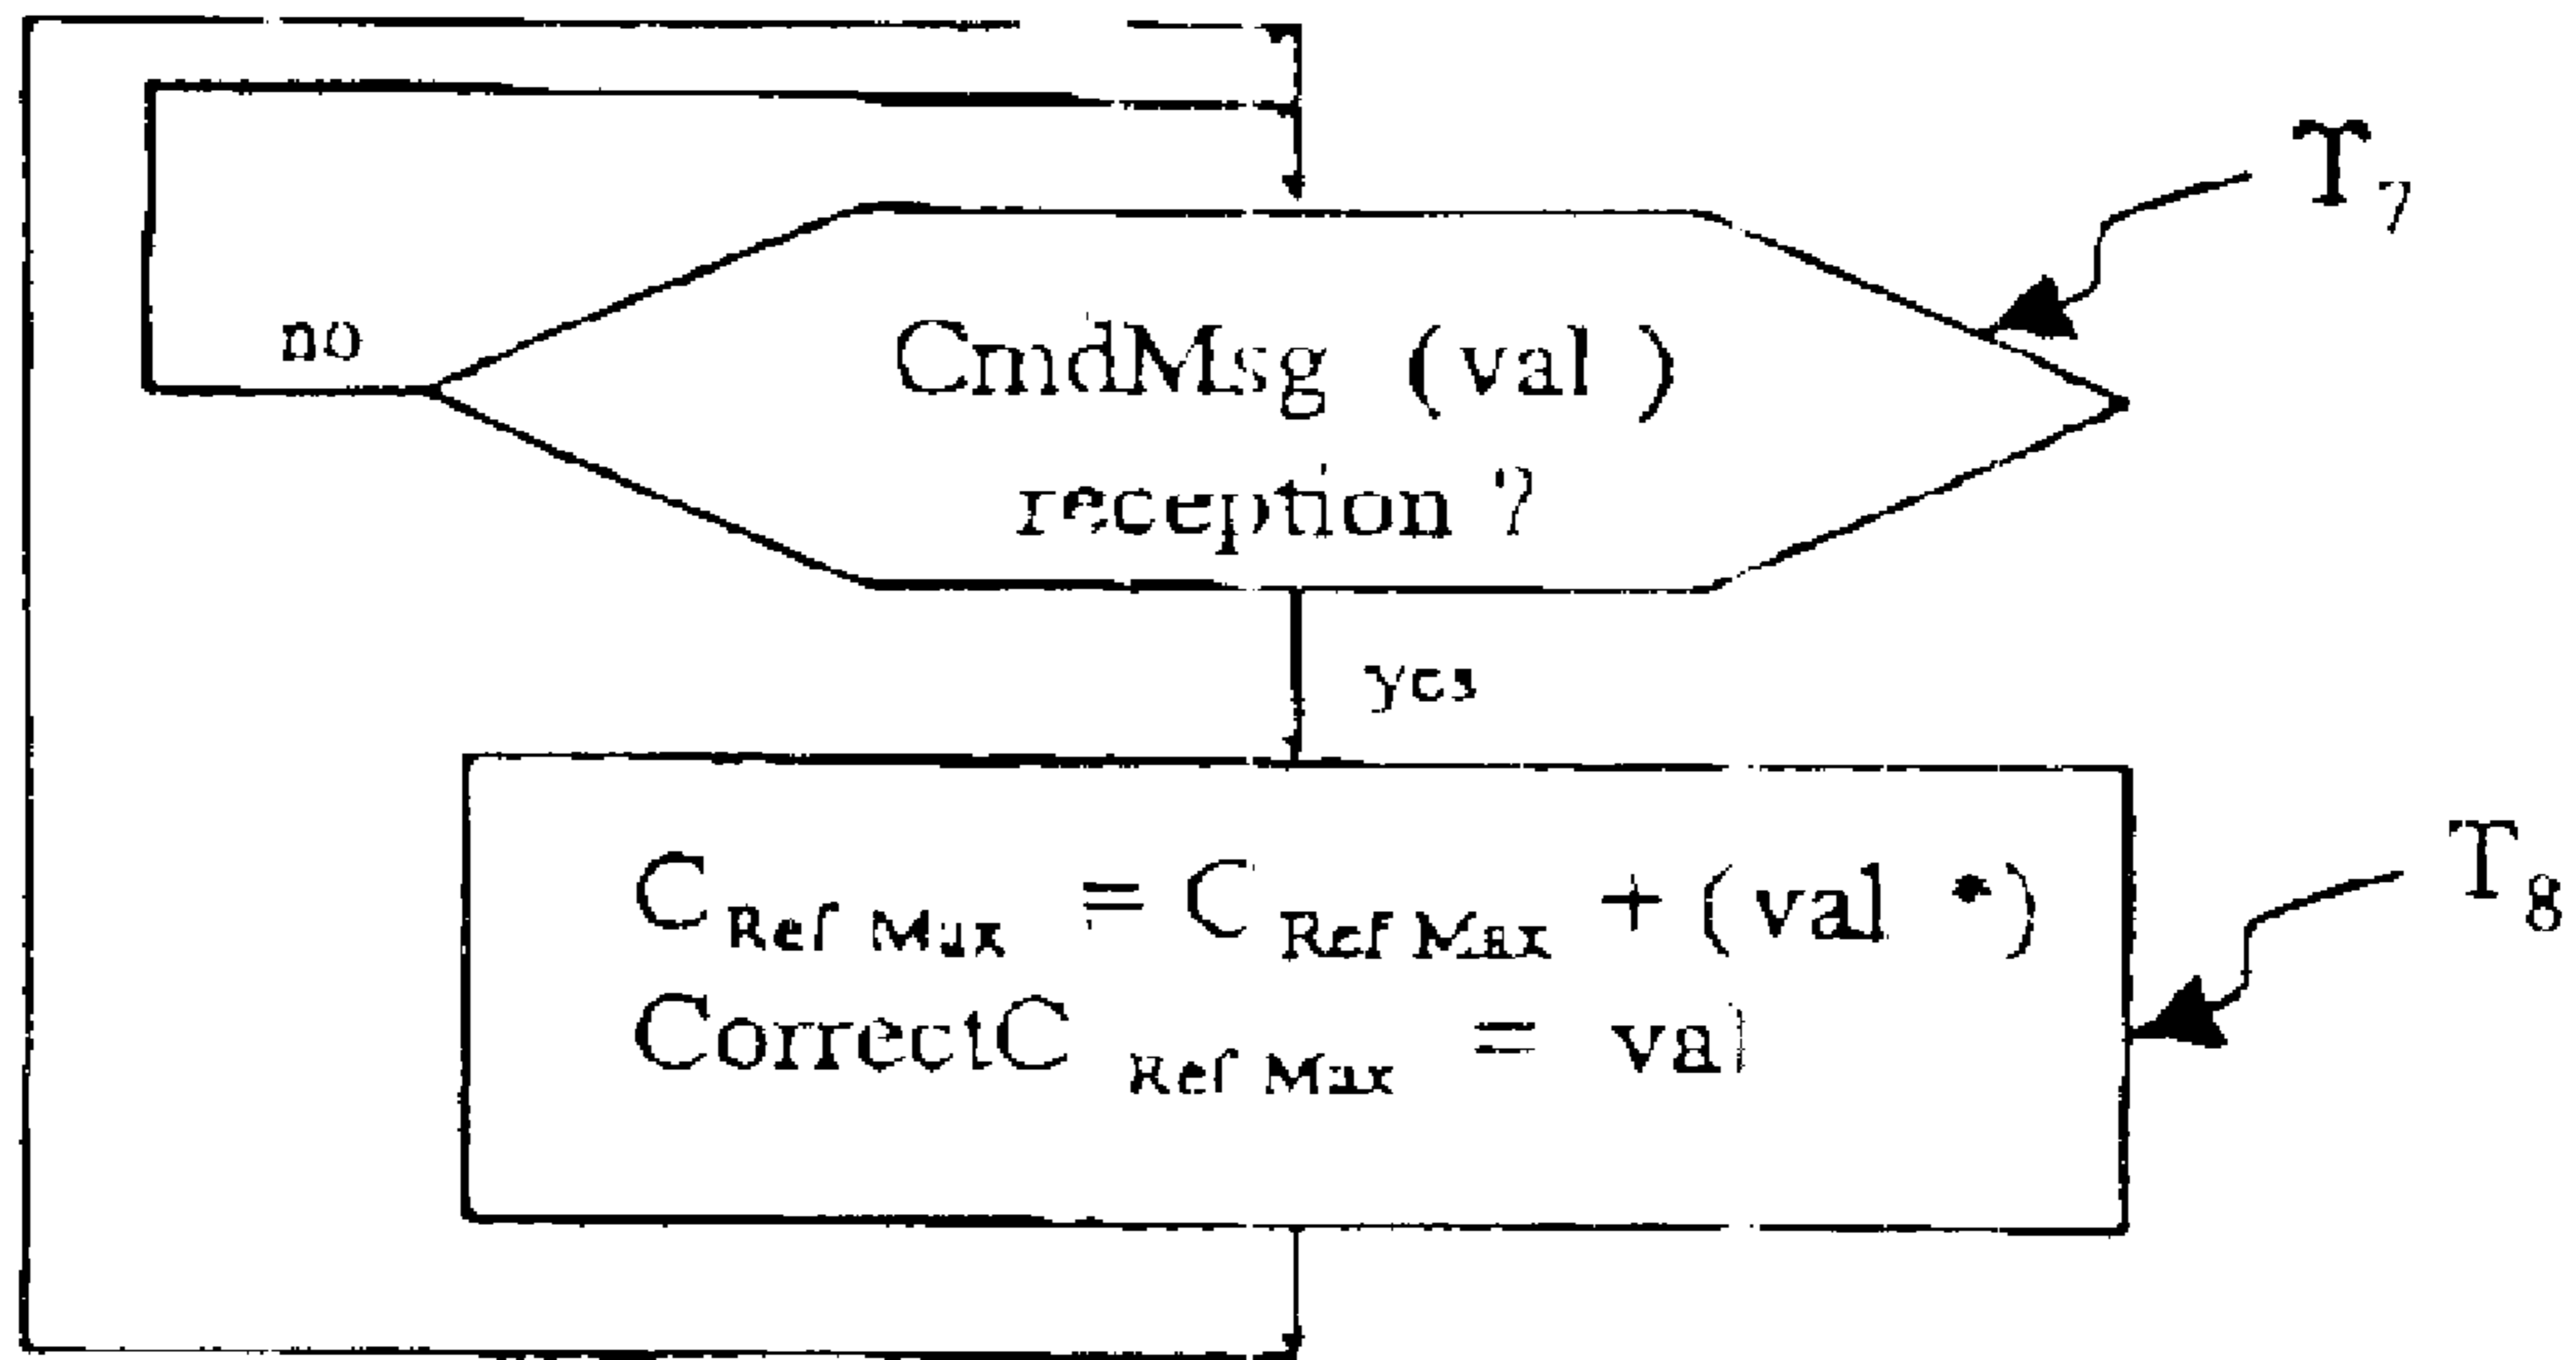 T7
no
CmdMsg (val)
reception ?
yes
C Ref Max = C Ref Max + (val *)
CorrectC Ref Max = val
T8